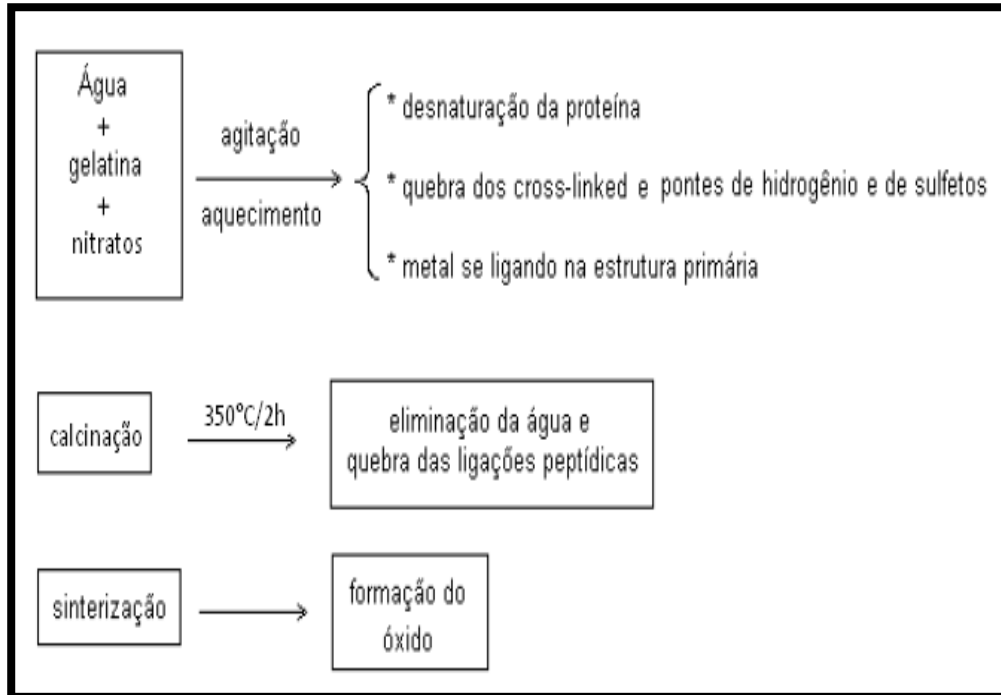 Água
+
gelatina
+
nitratos
agitação
aquecimento
* desnaturação da proteína
* quebra dos cross-linked e pontes de hidrogênio e de sulfetos
* metal se ligando na estrutura primária
calcinação
350°C/2h
eliminação da água e
quebra das ligações peptídicas
sinterização
formação do
óxido